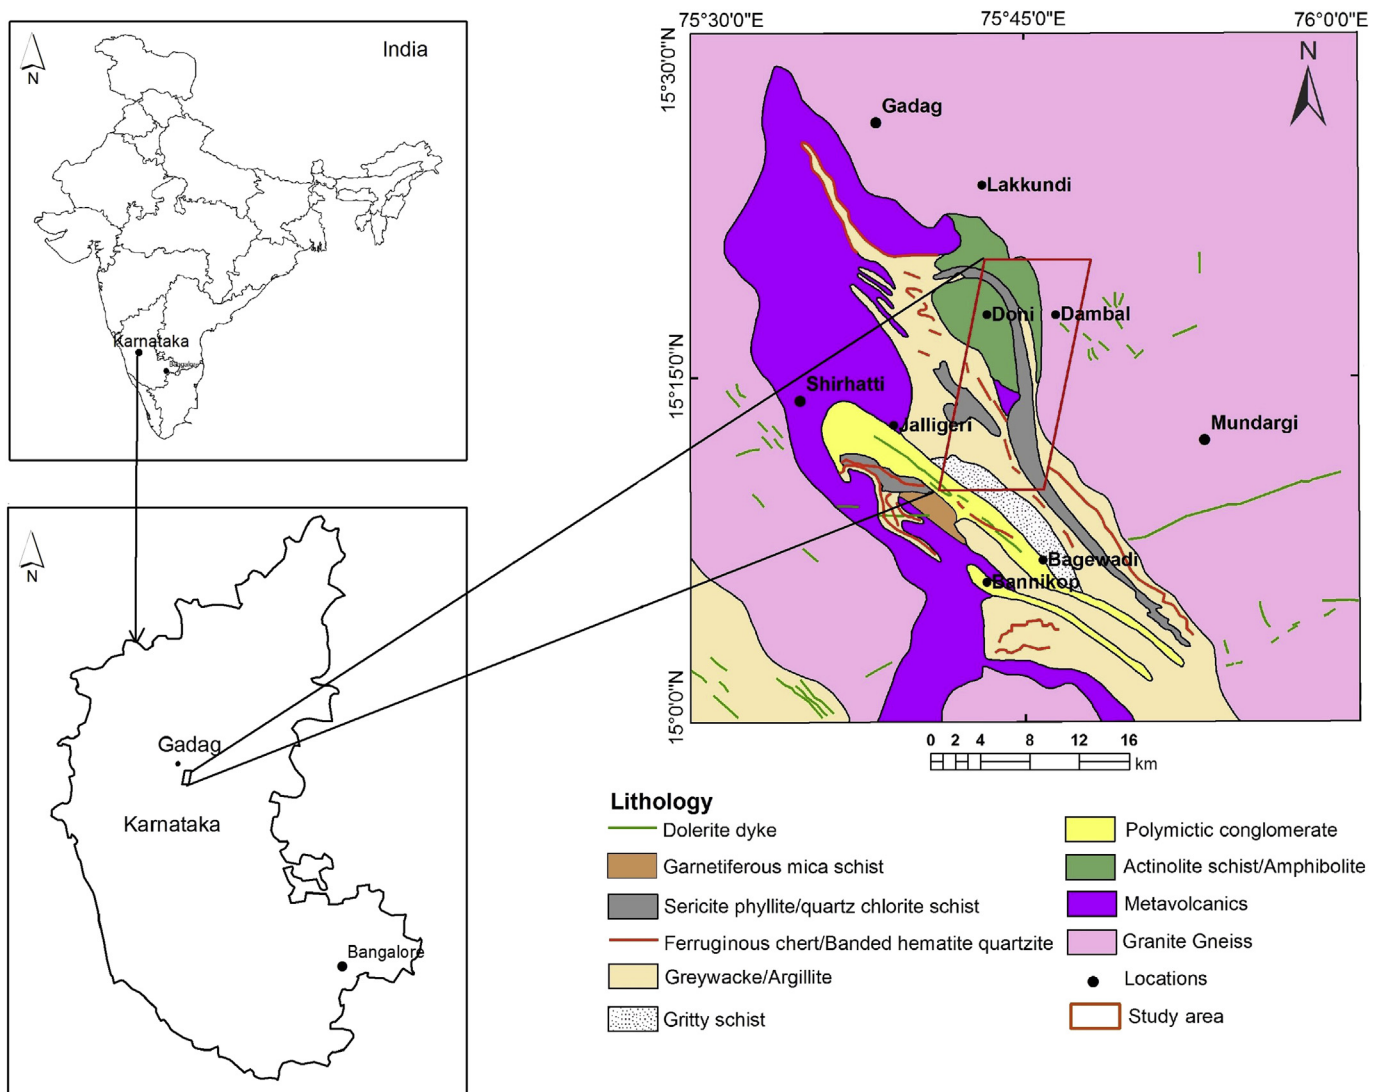 India
N
Karnataka
Bangalore
N
Gadag
Karnataka
Bangalore
75°30'0"E
75°45'0"E
76°0'0"E
15°30'0"N
15°15'0"N
15°0'0"N
N
Gadag
Lakkundi
Doni
Dambal
Shirhatti
Jalligeri
Mundargi
Bagewadi
Bannikop
0 2 4 8 12 16
km
Lithology
Dolerite dyke
Garnetiferous mica schist
Sericite phyllite/quartz chlorite schist
Ferruginous chert/Banded hematite quartzite
Greywacke/Argillite
Gritty schist
Polymictic conglomerate
Actinolite schist/Amphibolite
Metavolcanics
Granite Gneiss
Locations
Study area